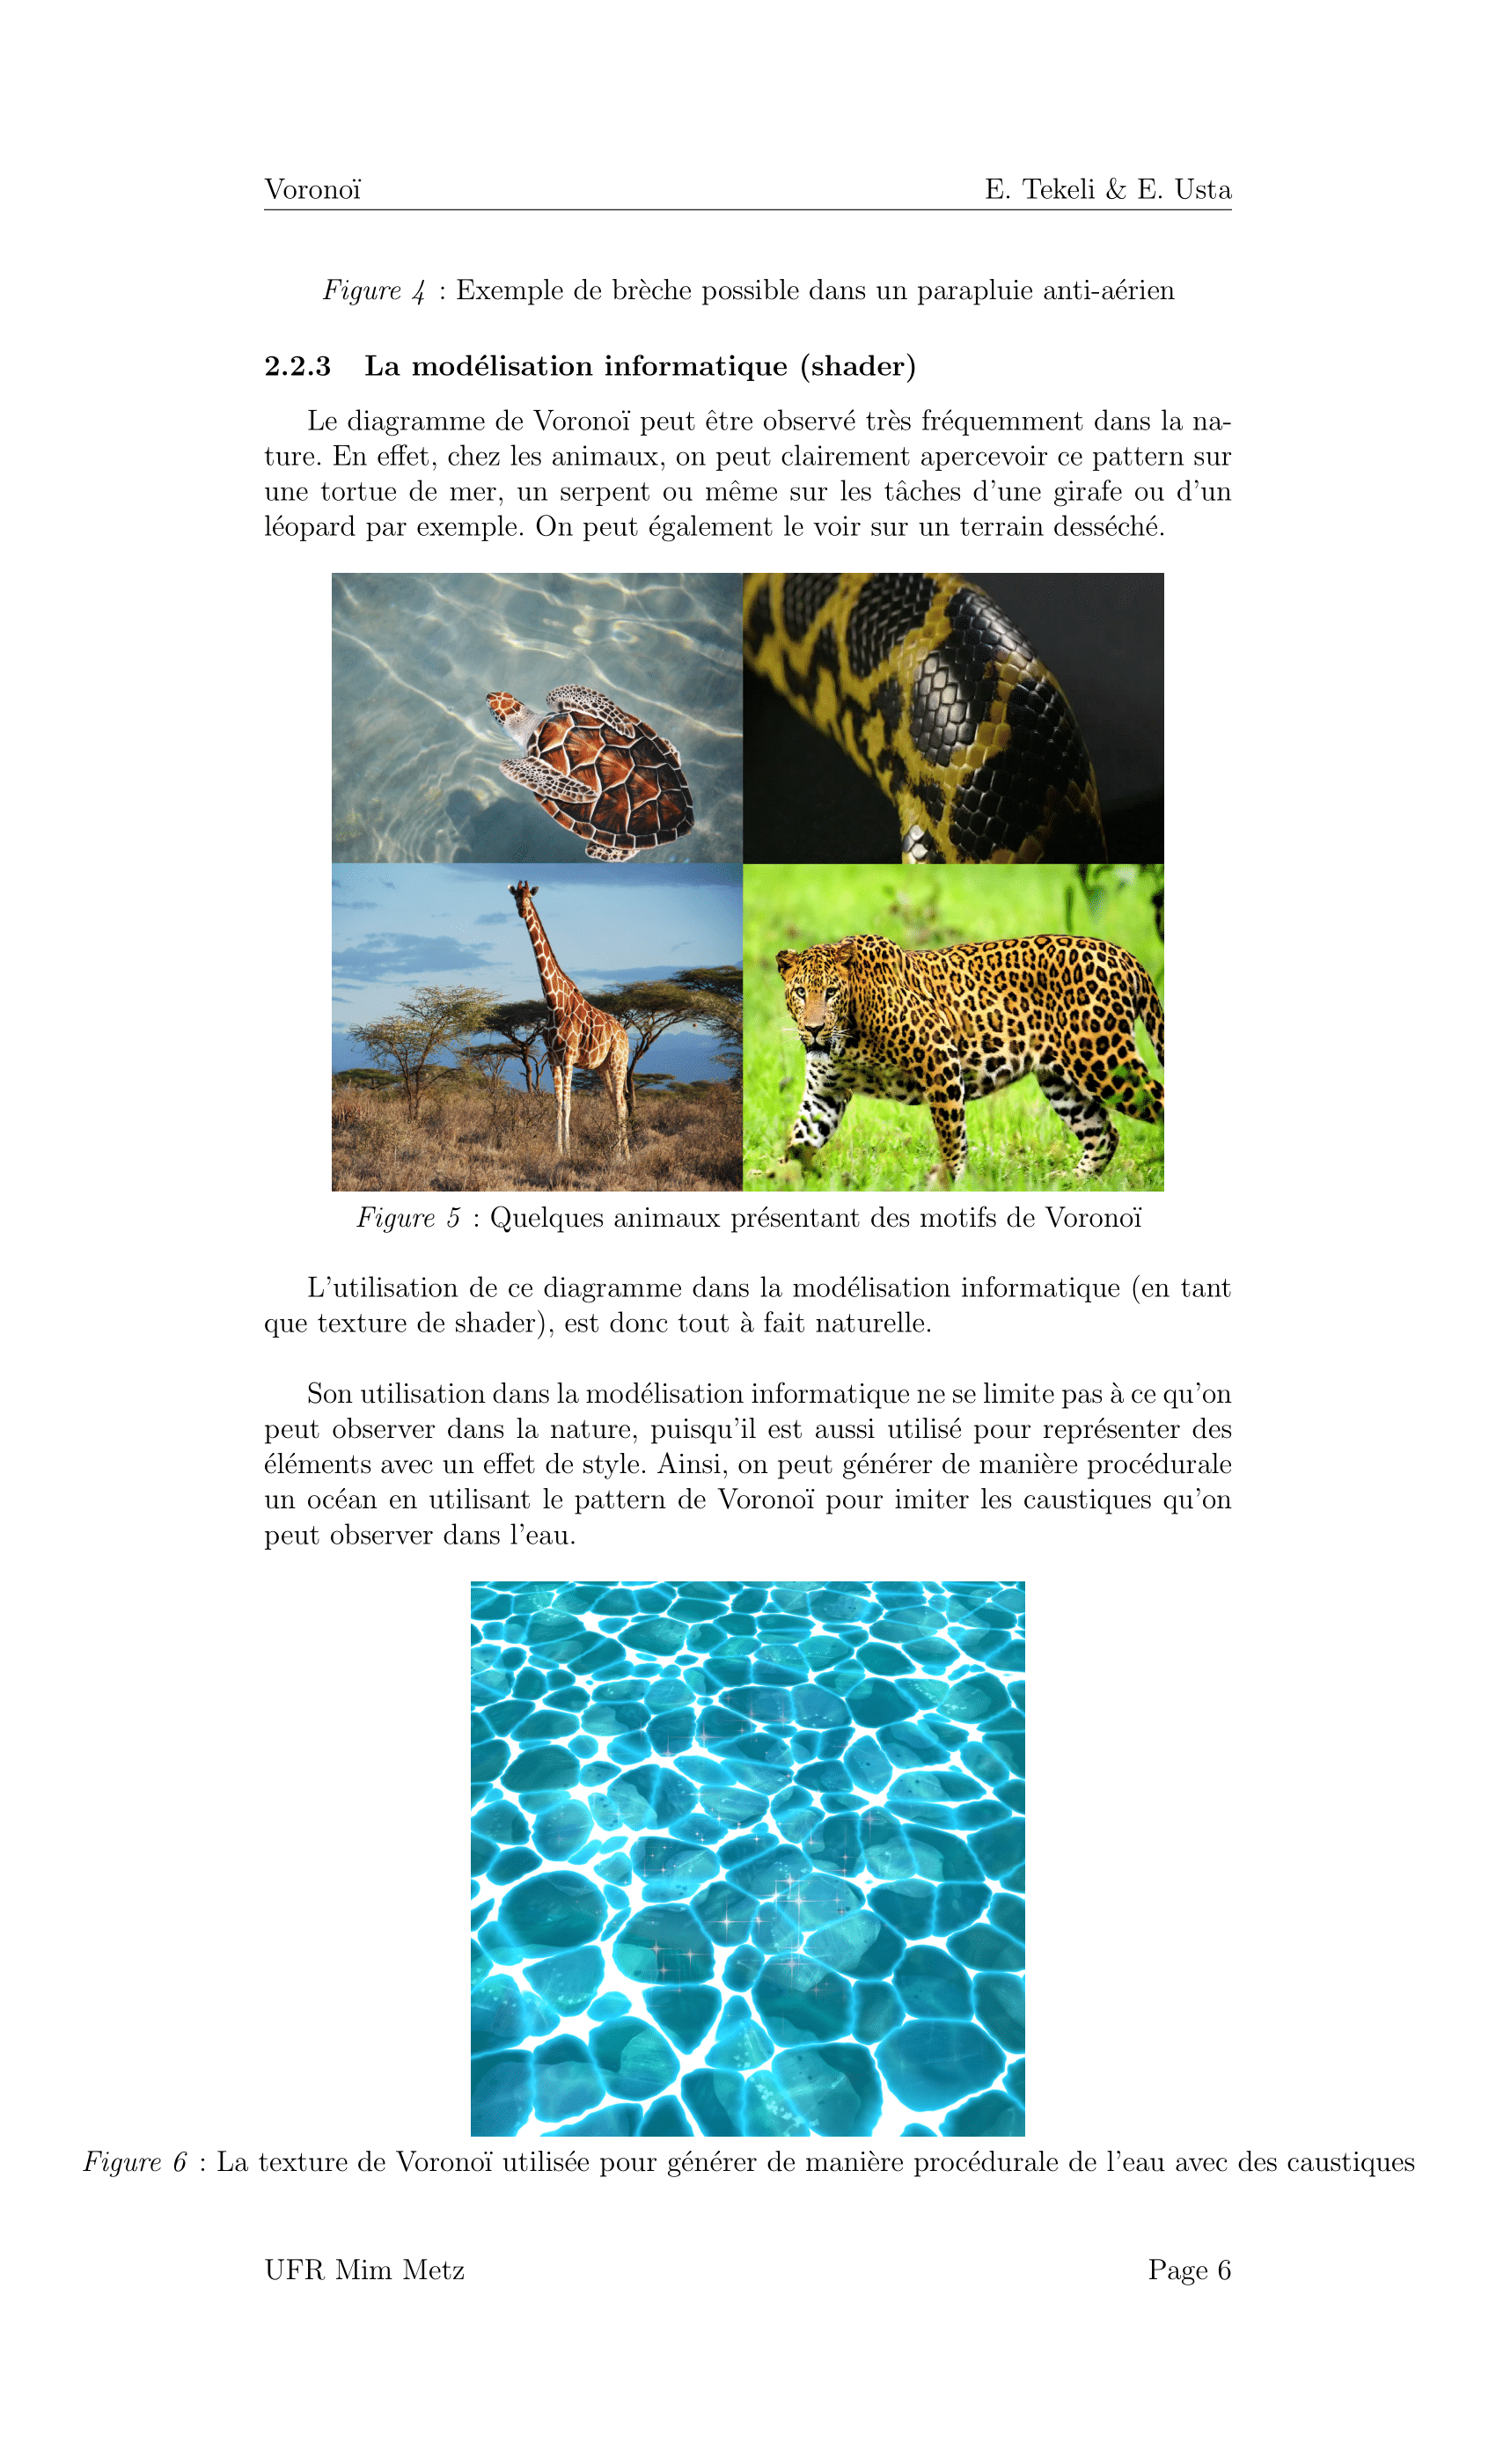 Voronoï
E. Tekeli & E. Usta
Figure 4 : Exemple de brèche possible dans un parapluie anti-aérien
2.2.3 La modélisation informatique (shader)
Le diagramme de Voronoï peut être observé très fréquemment dans la na-
ture. En effet, chez les animaux, on peut clairement apercevoir ce pattern sur
une tortue de mer, un serpent ou même sur les tâches d'une girafe ou d'un
léopard par exemple. On peut également le voir sur un terrain desséché.
Figure 5 : Quelques animaux présentant des motifs de Voronoï
L'utilisation de ce diagramme dans la modélisation informatique (en tant
que texture de shader), est donc tout à fait naturelle.
Son utilisation dans la modélisation informatique ne se limite pas à ce qu'on
peut observer dans la nature, puisqu'il est aussi utilisé pour représenter des
éléments avec un effet de style. Ainsi, on peut générer de manière procédurale
un océan en utilisant le pattern de Voronoï pour imiter les caustiques qu'on
peut observer dans l'eau.
Figure 6 : La texture de Voronoï utilisée pour générer de manière procédurale de l'eau avec des caustiques
UFR Mim Metz
Page 6